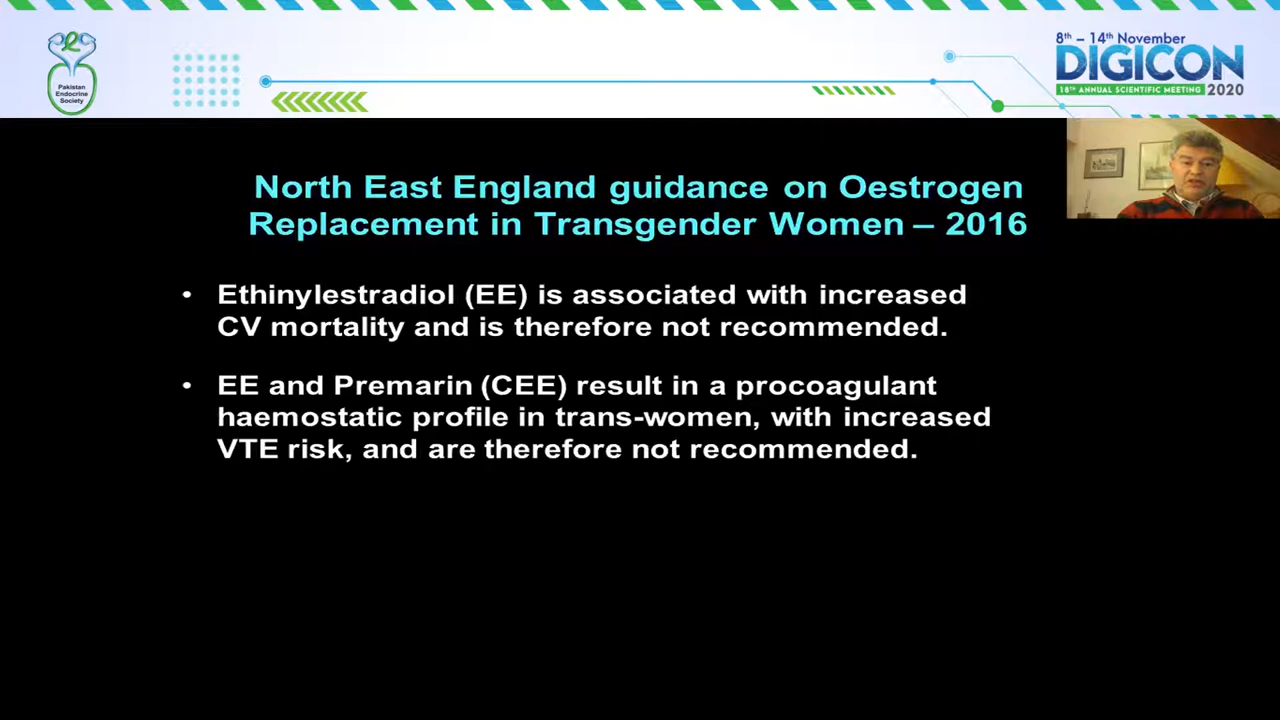 Pakistan
Endocrine
Society
8th – 14th November
DIGICON
18TH ANNUAL SCIENTIFIC MEETING 2020
North East England guidance on Oestrogen
Replacement in Transgender Women – 2016
• Ethinylestradiol (EE) is associated with increased
CV mortality and is therefore not recommended.
• EE and Premarin (CEE) result in a procoagulant
haemostatic profile in trans-women, with increased
VTE risk, and are therefore not recommended.